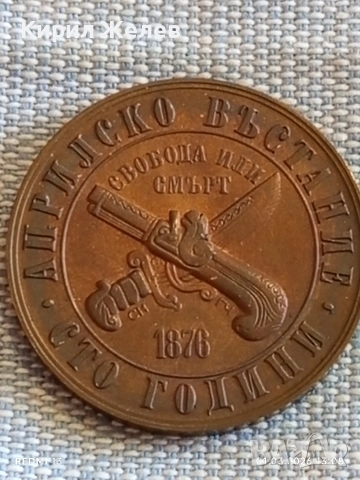 Кирил Желев
АПРИЛСКО ВЪСТАНИЕ
СВОБОДА ИЛИ
СМЪРТ
1876
СТО ГОДИНИ